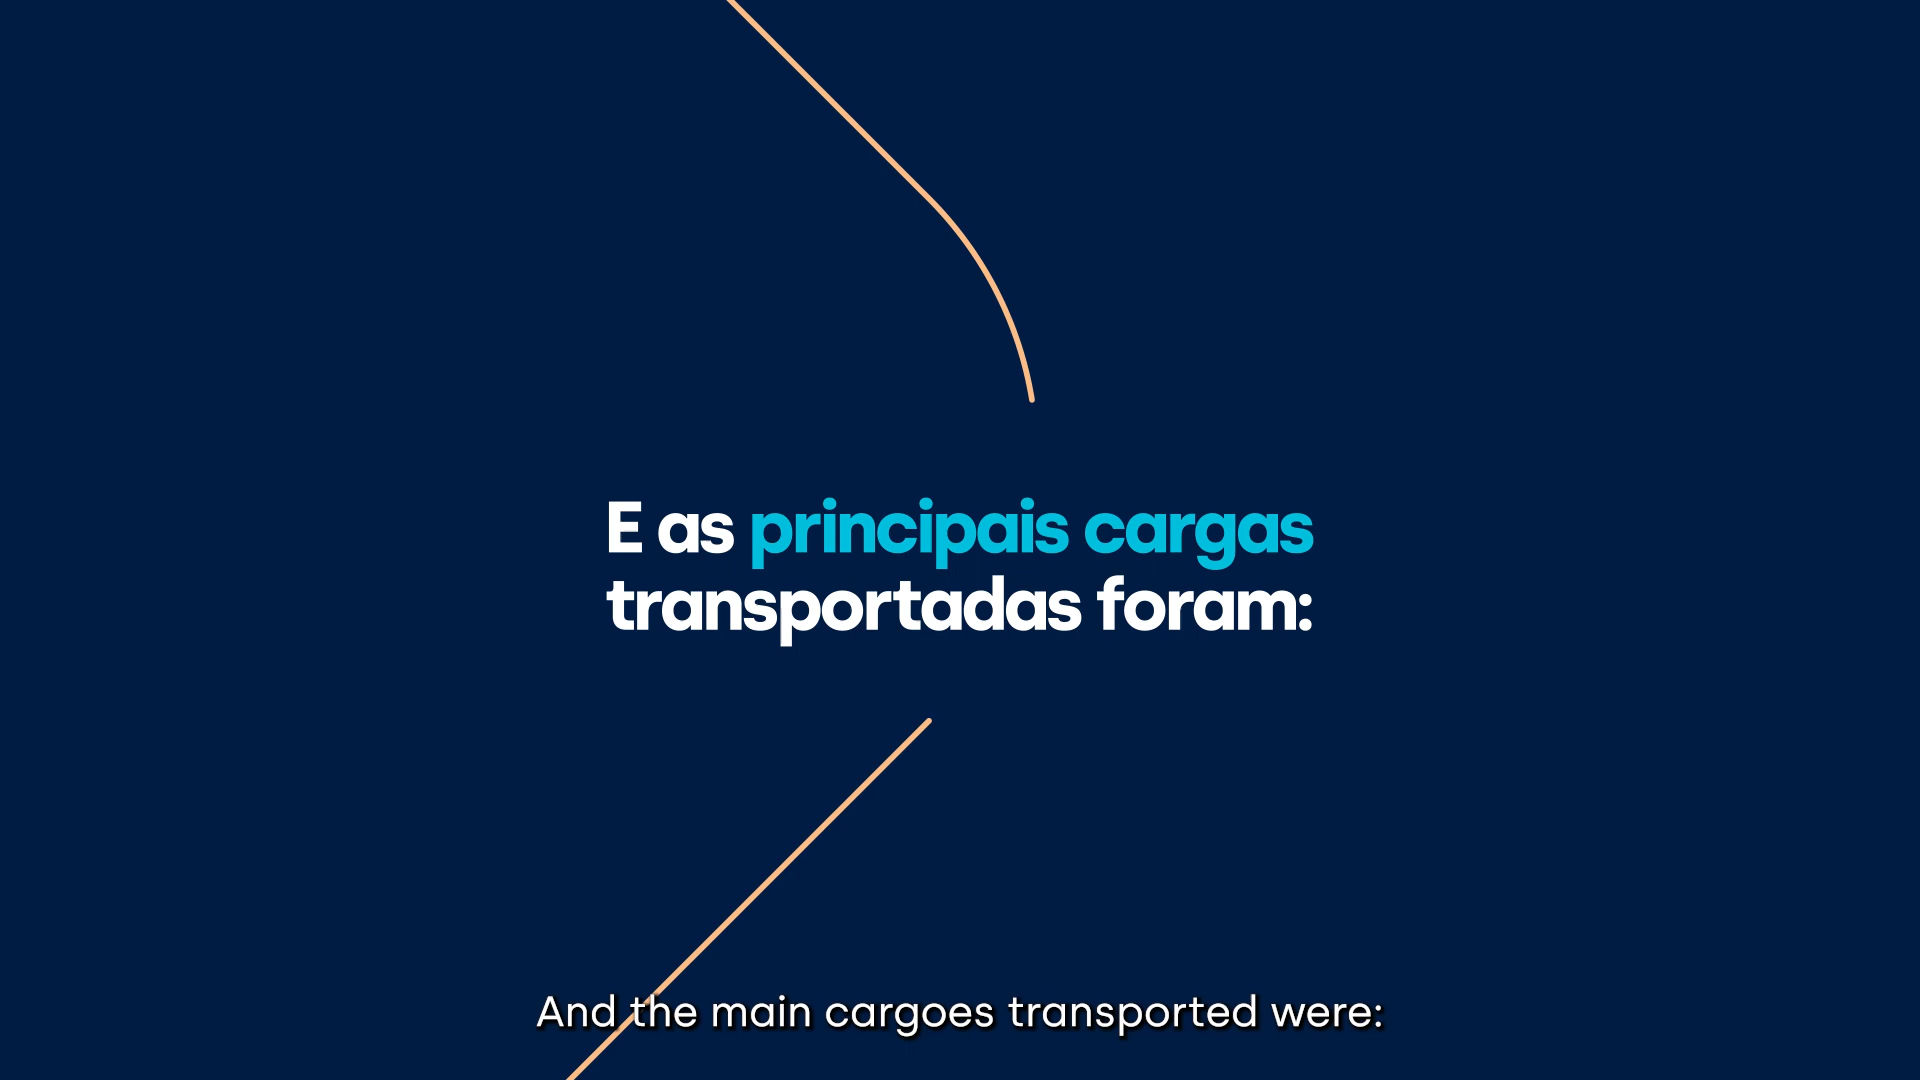 E as principais cargas
transportadas foram:
And the main cargoes transported were: